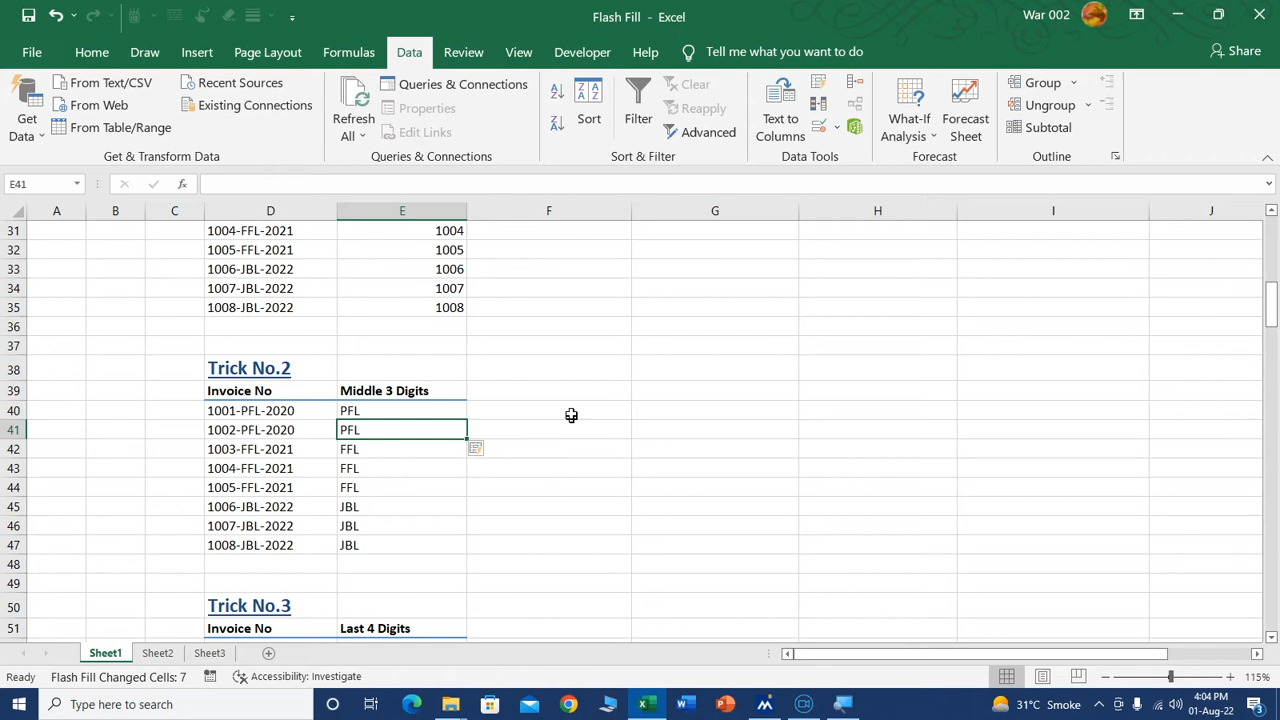 Flash Fill - Excel
War 002
File Home Draw Insert Page Layout Formulas Data Review View Developer Help Tell me what you want to do Share
Get Data
From Text/CSV
From Web
From Table/Range
Recent Sources
Existing Connections
Get & Transform Data
Refresh All
Queries & Connections
Properties
Edit Links
Queries & Connections
Sort
Filter
Clear
Reapply
Advanced
Sort & Filter
Text to Columns
Data Tools
What-If Analysis
Forecast Sheet
Forecast
Group
Ungroup
Subtotal
Outline
E41
fx
A B C D E F G H I J
31 1004-FFL-2021 1004
32 1005-FFL-2021 1005
33 1006-JBL-2022 1006
34 1007-JBL-2022 1007
35 1008-JBL-2022 1008
36
37
38 Trick No.2
39 Invoice No Middle 3 Digits
40 1001-PFL-2020 PFL
41 1002-PFL-2020 PFL
42 1003-FFL-2021 FFL
43 1004-FFL-2021 FFL
44 1005-FFL-2021 FFL
45 1006-JBL-2022 JBL
46 1007-JBL-2022 JBL
47 1008-JBL-2022 JBL
48
49
50 Trick No.3
51 Invoice No Last 4 Digits
Sheet1 Sheet2 Sheet3
Ready Flash Fill Changed Cells: 7 Accessibility: Investigate 115%
Type here to search
31°C Smoke
4:04 PM
01-Aug-22
3